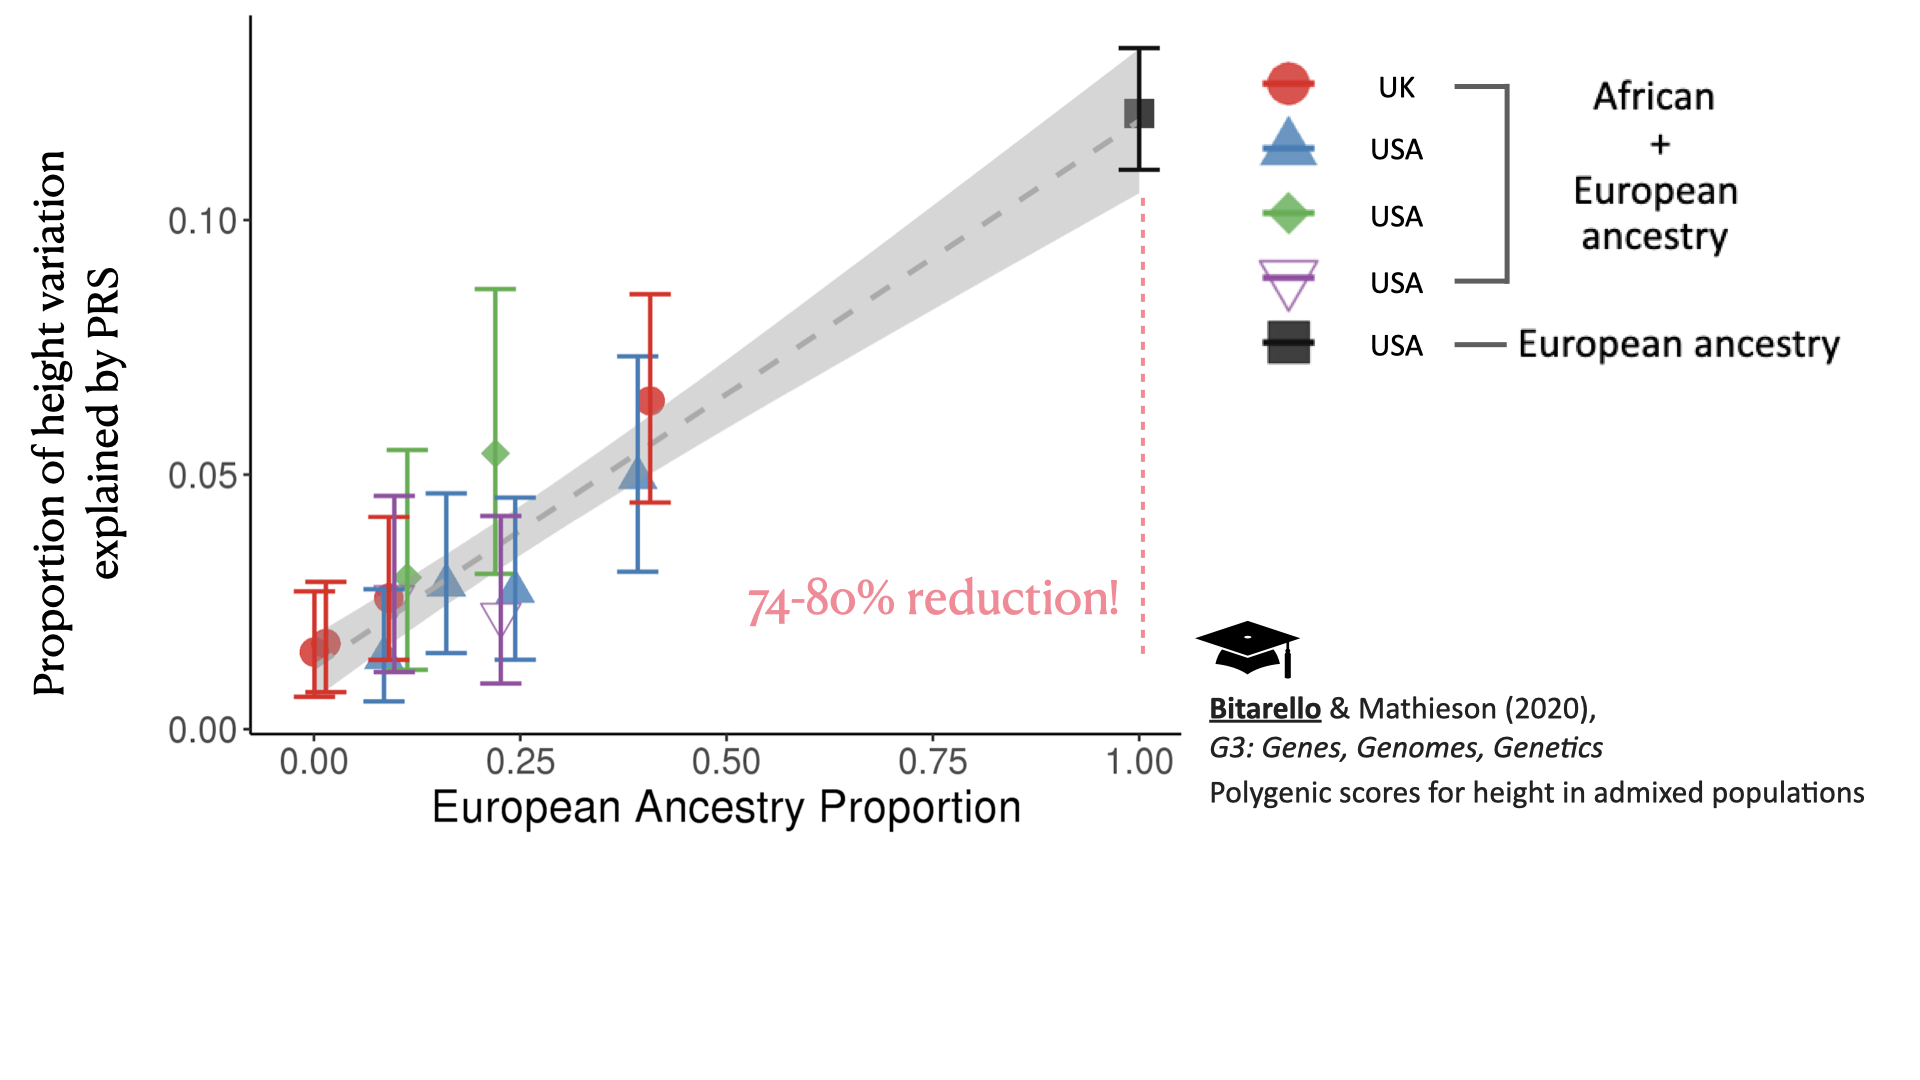 Proportion of height variation
explained by PRS
0.10
0.05
0.00
0.00
0.25
0.50
0.75
1.00
European Ancestry Proportion
74-80% reduction!
UK
USA
USA
USA
USA
African
+
European
ancestry
European ancestry
Bitarello & Mathieson (2020),
G3: Genes, Genomes, Genetics
Polygenic scores for height in admixed populations